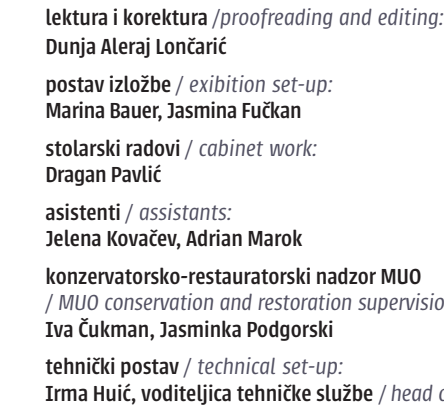 lektura i korektura /proofreading and editing:
Dunja Aleraj Lončarić
postav izložbe / exibition set-up:
Marina Bauer, Jasmina Fučkan
stolarski radovi / cabinet work:
Dragan Pavlić
asistenti / assistants:
Jelena Kovačev, Adrian Marok
konzervatorsko-restauratorski nadzor MUO
/ MUO conservation and restoration supervisio
Iva Čukman, Jasminka Podgorski
tehnički postav / technical set-up:
Irma Huić, voditeljica tehničke službe / head